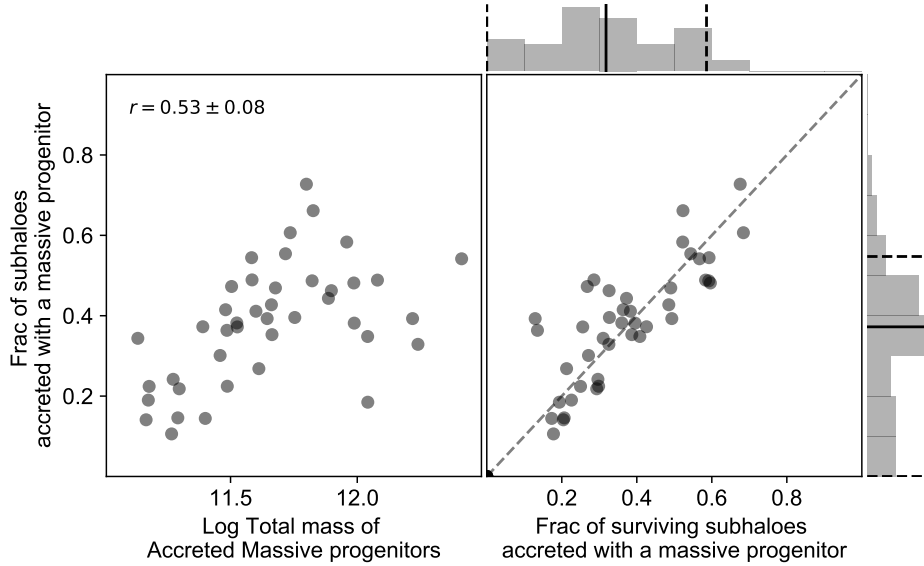 r = 0.53 ± 0.08
Frac of subhaloes
accreted with a massive progenitor
0.8
0.6
0.4
0.2
11.5 12.0
Log Total mass of
Accreted Massive progenitors
0.2 0.4 0.6 0.8
Frac of surviving subhaloes
accreted with a massive progenitor